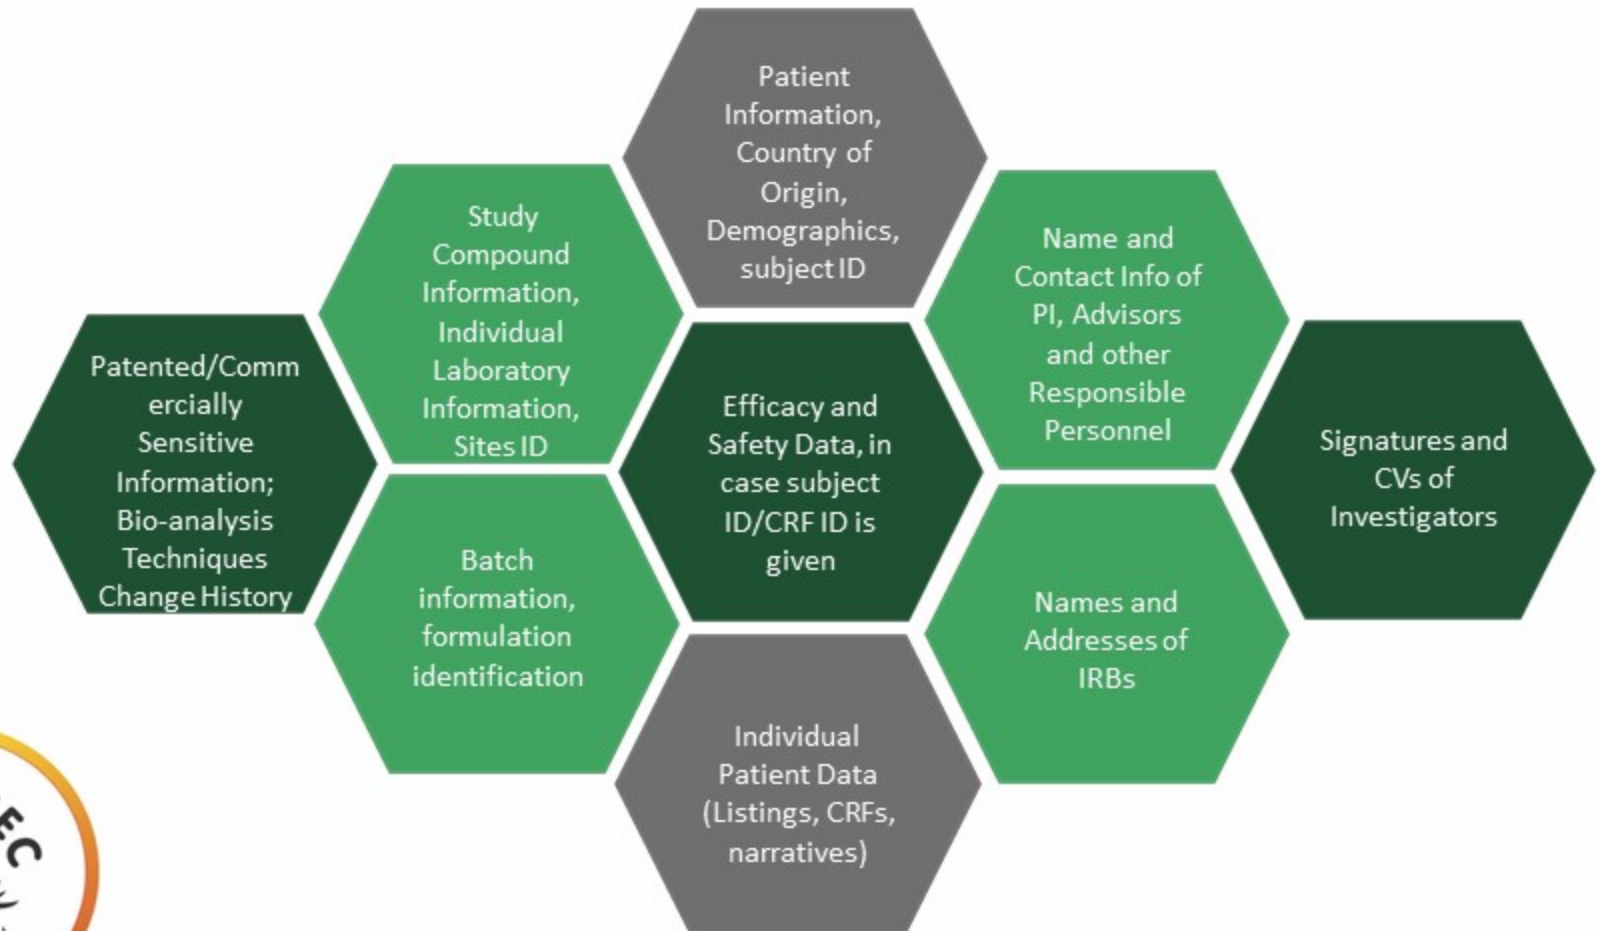 Patient
Information,
Country of
Origin,
Demographics,
subject ID
Study
Compound
Information,
Individual
Laboratory
Information,
Sites ID
Name and
Contact Info of
PI, Advisors
and other
Responsible
Personnel
Patented/Comm
ercially
Sensitive
Information;
Bio-analysis
Techniques
Change History
Efficacy and
Safety Data, in
case subject
ID/CRF ID is
given
Signatures and
CVs of
Investigators
Batch
information,
formulation
identification
Names and
Addresses of
IRBs
Individual
Patient Data
(Listings, CRFs,
narratives)
EC